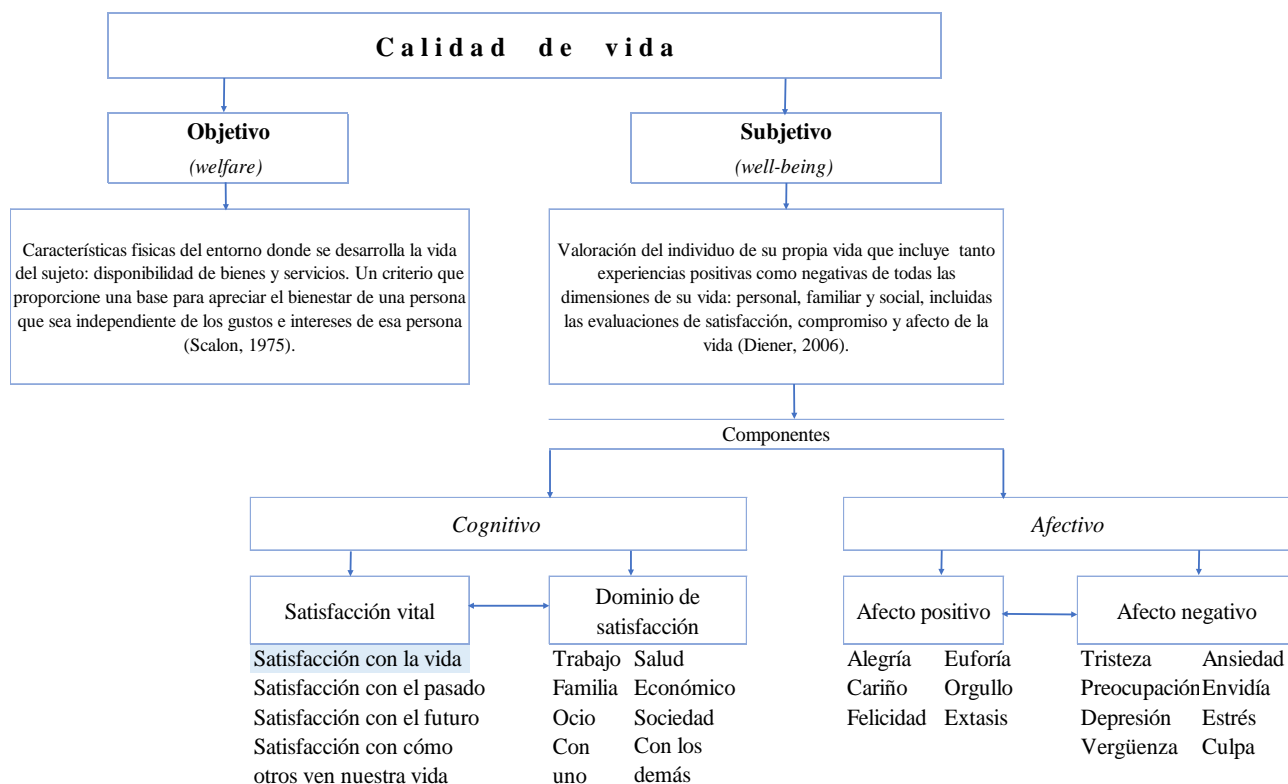 Calidad de vida
Objetivo
(welfare)
Subjetivo
(well-being)
Características fisicas del entorno donde se desarrolla la vida
del sujeto: disponibilidad de bienes y servicios. Un criterio que
proporcione una base para apreciar el bienestar de una persona
que sea independiente de los gustos e intereses de esa persona
(Scalon, 1975).
Valoración del individuo de su propia vida que incluye tanto
experiencias positivas como negativas de todas las
dimensiones de su vida: personal, familiar y social, incluidas
las evaluaciones de satisfacción, compromiso y afecto de la
vida (Diener, 2006).
Componentes
Cognitivo
Afectivo
Satisfacción vital
Dominio de
satisfacción
Afecto positivo
Afecto negativo
Satisfacción con la vida
Satisfacción con el pasado
Satisfacción con el futuro
Satisfacción con cómo
otros ven nuestra vida
Trabajo Salud
Familia Económico
Ocio Sociedad
Con Con los
uno demás
Alegría Euforía
Cariño Orgullo
Felicidad Extasis
Tristeza Ansiedad
Preocupación Envidía
Depresión Estrés
Vergüenza Culpa